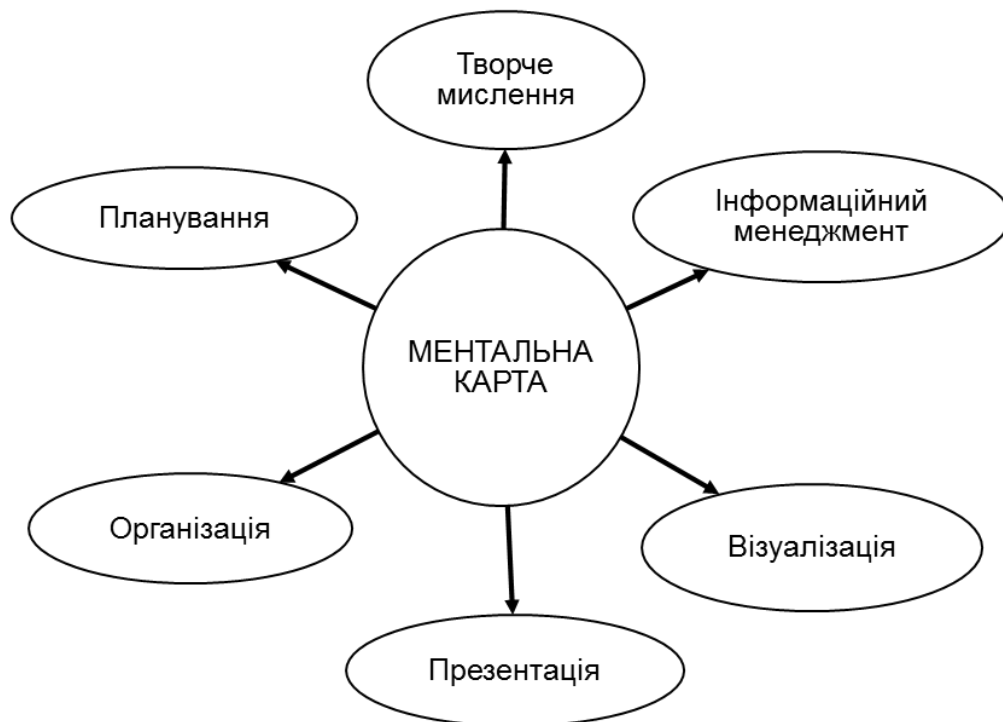 Творче
мислення
Планування
Інформаційний
менеджмент
МЕНТАЛЬНА
КАРТА
Організація
Візуалізація
Презентація